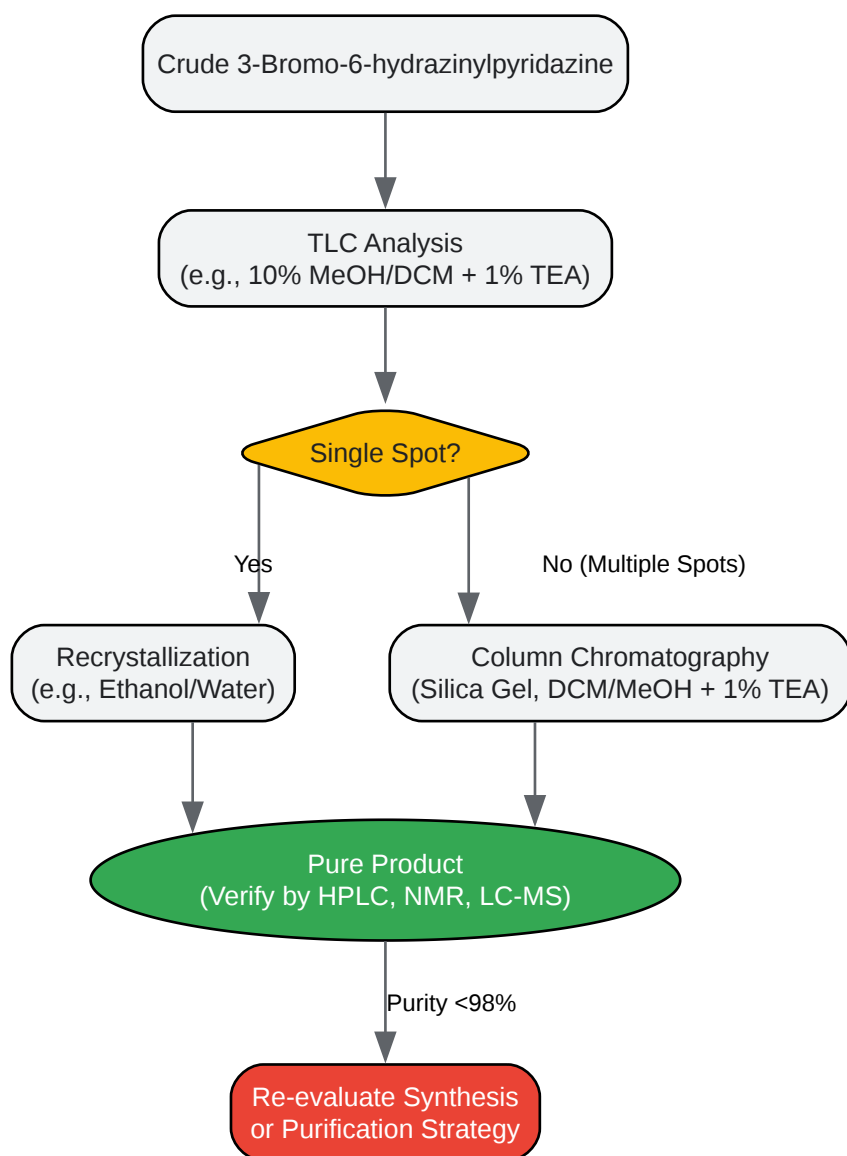 Crude 3-Bromo-6-hydrazinylpyridazine
TLC Analysis
(e.g., 10% MeOH/DCM + 1% TEA)
Single Spot?
Yes
No (Multiple Spots)
Recrystallization
(e.g., Ethanol/Water)
Column Chromatography
(Silica Gel, DCM/MeOH + 1% TEA)
Pure Product
(Verify by HPLC, NMR, LC-MS)
Purity <98%
Re-evaluate Synthesis
or Purification Strategy